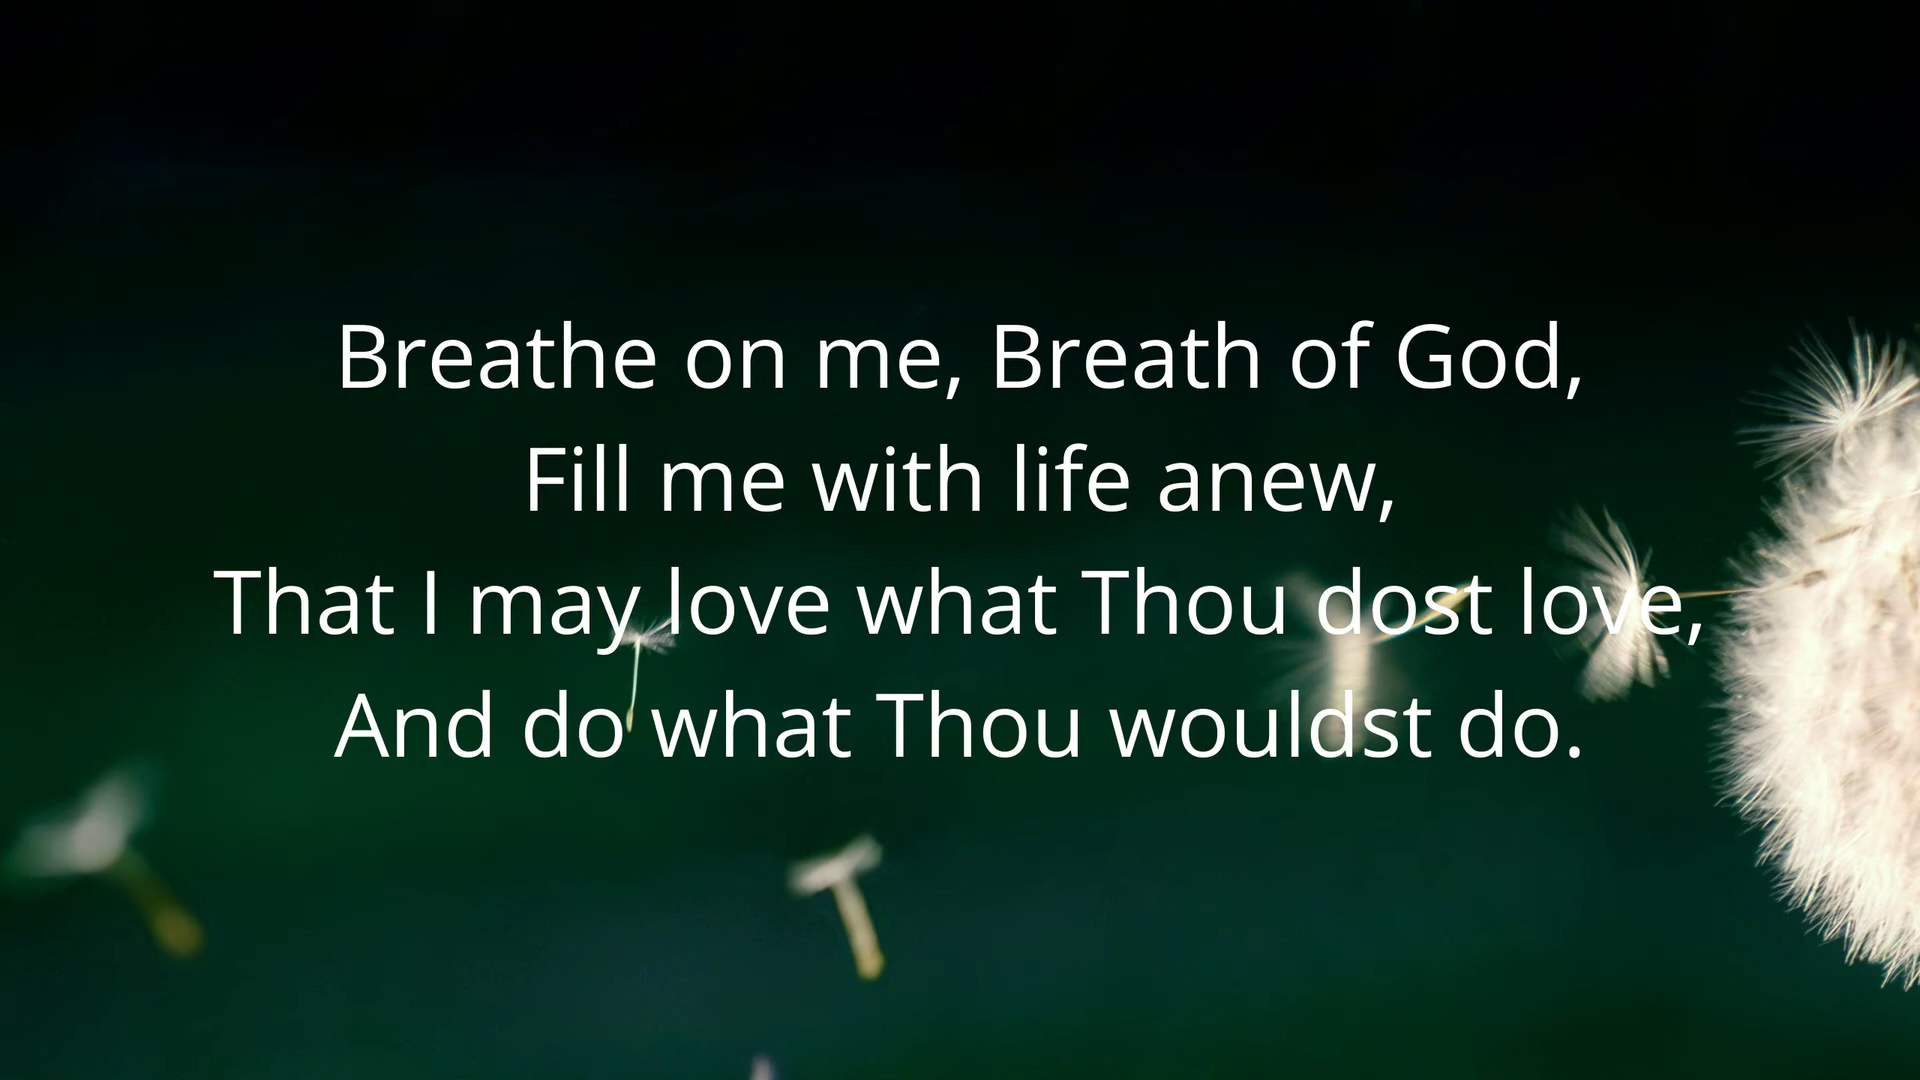 Breathe on me, Breath of God,
Fill me with life anew,
That I may love what Thou dost love,
And do what Thou wouldst do.